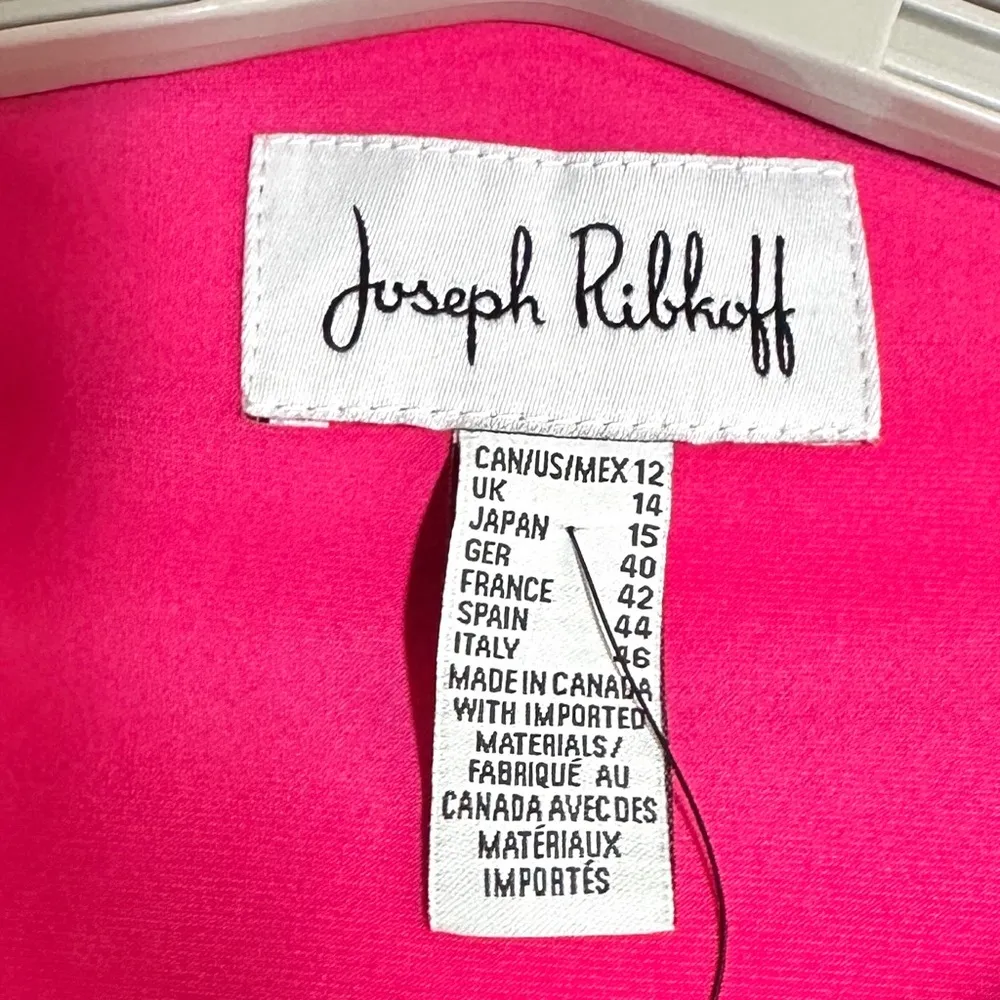 Joseph Ribkoff
CAN/US/MEX 12
UK 14
JAPAN 15
GER 40
FRANCE 42
SPAIN 44
ITALY 46
MADE IN CANADA
WITH IMPORTED
MATERIALS/
FABRIQUÉ AU
CANADA AVEC DES
MATÉRIAUX
IMPORTÉS